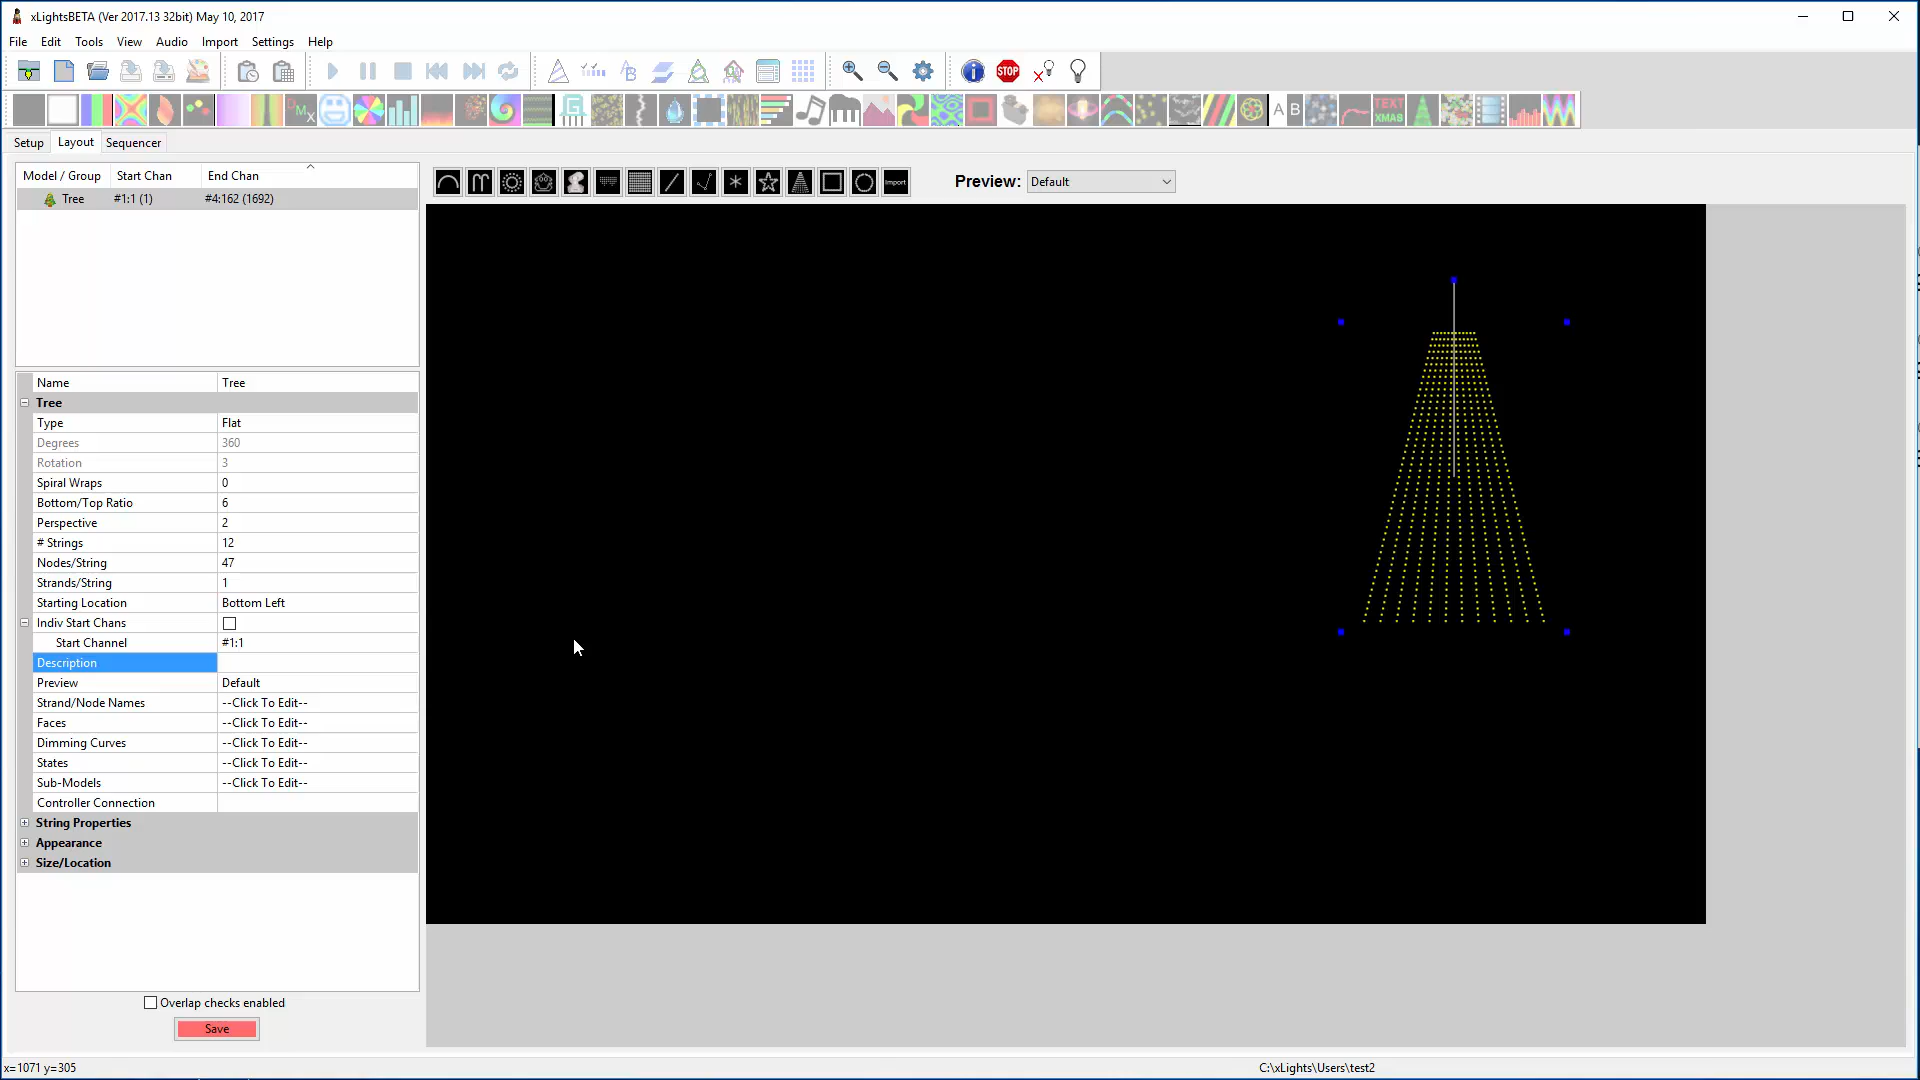 xLightsBETA (Ver 2017.13 32bit) May 10, 2017
File Edit Tools View Audio Import Settings Help
STOP
DMX A B TEXT XMAS
Setup Layout Sequencer
Model / Group Start Chan End Chan
Tree #1:1 (1) #4:162 (1692)
Import Preview: Default
Name Tree
Tree
Type Flat
Degrees 360
Rotation 3
Spiral Wraps 0
Bottom/Top Ratio 6
Perspective 2
# Strings 12
Nodes/String 47
Strands/String 1
Starting Location Bottom Left
Indiv Start Chans
Start Channel #1:1
Description
Preview Default
Strand/Node Names --Click To Edit--
Faces --Click To Edit--
Dimming Curves --Click To Edit--
States --Click To Edit--
Sub-Models --Click To Edit--
Controller Connection
String Properties
Appearance
Size/Location
Overlap checks enabled
Save
x=1071 y=305 C:\xLights\Users\test2